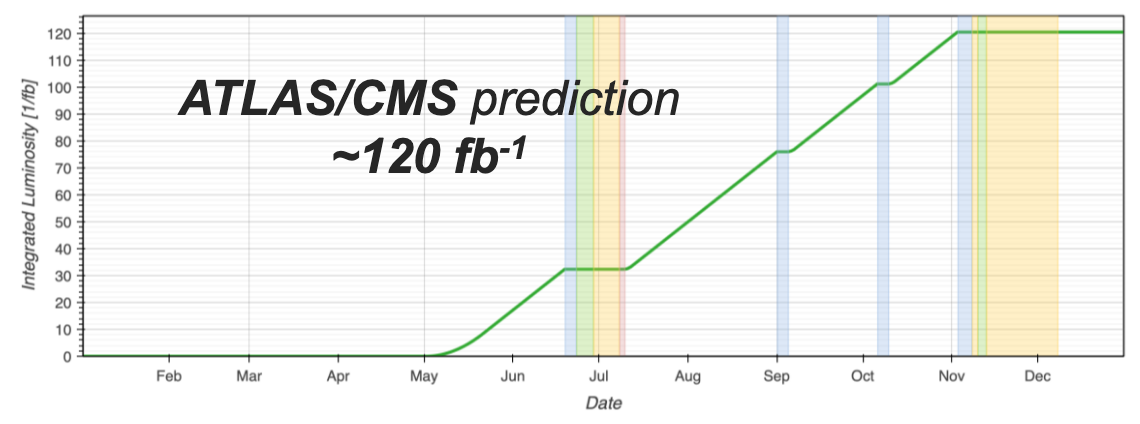 120
110
100
90
80
70
60
50
40
30
20
10
0
Integrated Luminosity [1/fb]
ATLAS/CMS prediction
~120 fb-1
Feb Mar Apr May Jun Jul Aug Sep Oct Nov Dec
Date